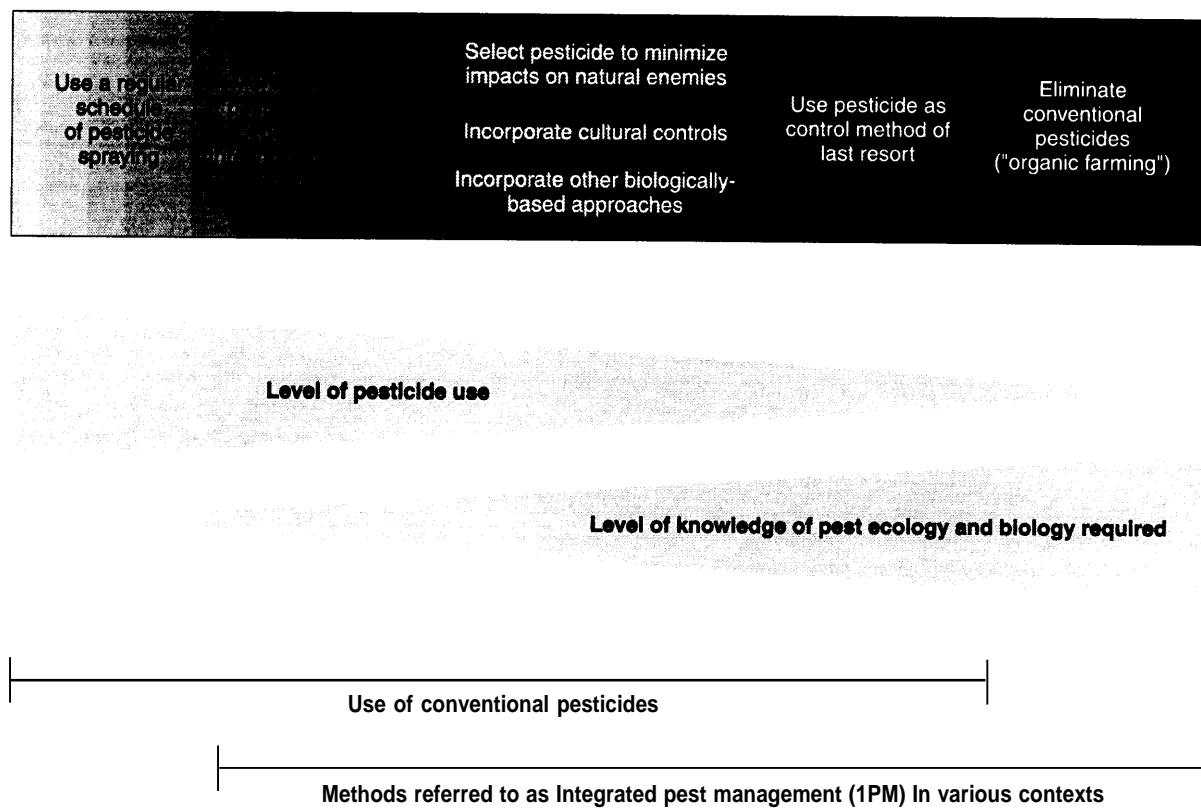 Use a regular
schedule
of pesticide
spraying
Select pesticide to minimize
impacts on natural enemies
Incorporate cultural controls
Incorporate other biologically-
based approaches
Use pesticide as
control method of
last resort
Eliminate
conventional
pesticides
("organic farming")
Level of pesticide use
Level of knowledge of pest ecology and biology required
Use of conventional pesticides
Methods referred to as Integrated pest management (1PM) In various contexts